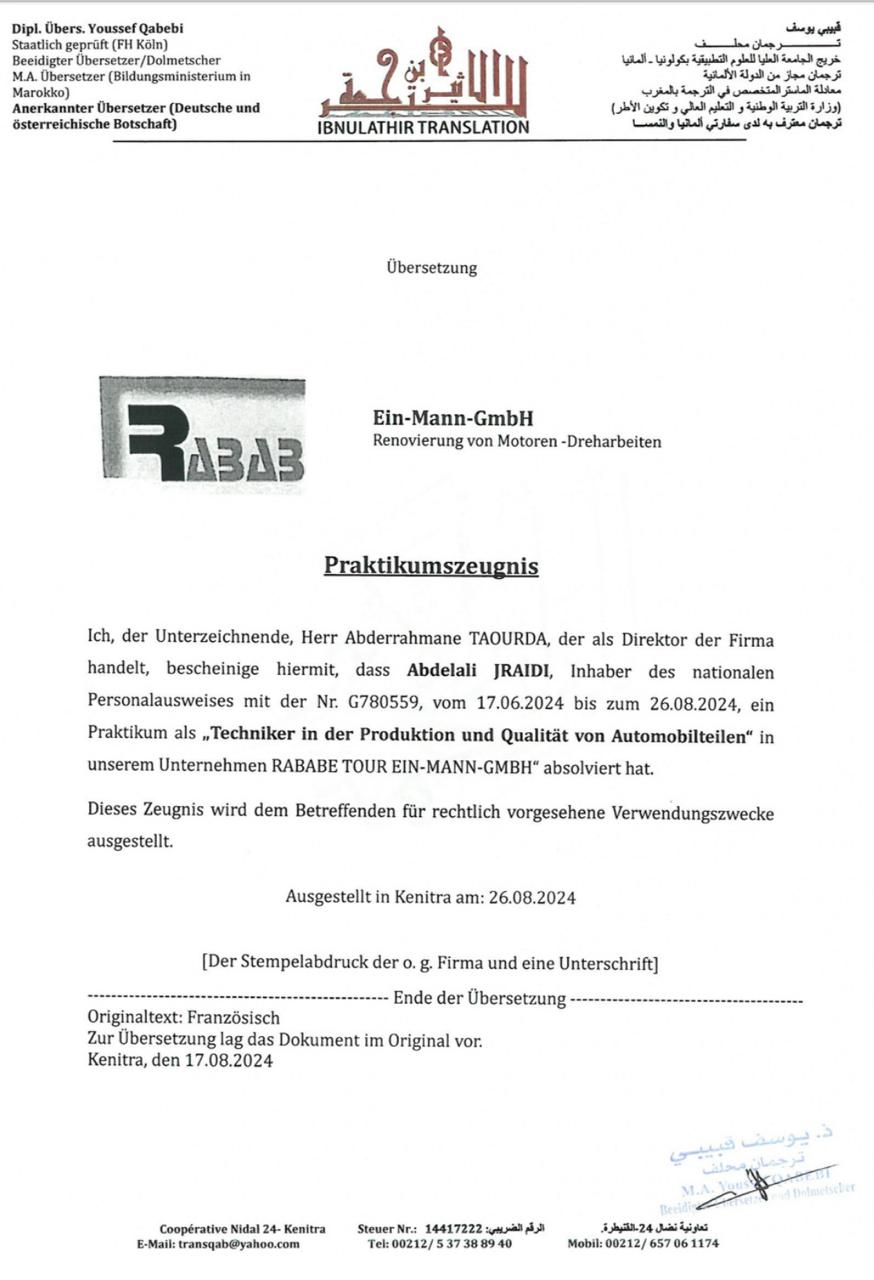 Dipl. Übers. Youssef Qabebi
Staatlich geprüft (FH Köln)
Beeidigter Übersetzer/Dolmetscher
M.A. Übersetzer (Bildungsministerium in
Marokko)
Anerkannter Übersetzer (Deutsche und
österreichische Botschaft)
IBNULATHIR TRANSLATION
قبيبي يوسف
تــــــرجمان محلـــــــف
خريج الجامعة العليا للعلوم التطبيقية بكولونيا - ألمانيا
ترجمان مجاز من الدولة الألمانية
معادلة الماستر المتخصص في الترجمة بالمغرب
(وزارة التربية الوطنية و التعليم العالي و تكوين الأطر)
ترجمان معترف به لدى سفارتي ألمانيا والنمســا
Übersetzung
RABAB
Ein-Mann-GmbH
Renovierung von Motoren -Dreharbeiten
Praktikumszeugnis
Ich, der Unterzeichnende, Herr Abderrahmane TAOURDA, der als Direktor der Firma
handelt, bescheinige hiermit, dass Abdelali JRAIDI, Inhaber des nationalen
Personalausweises mit der Nr. G780559, vom 17.06.2024 bis zum 26.08.2024, ein
Praktikum als „Techniker in der Produktion und Qualität von Automobilteilen“ in
unserem Unternehmen RABABE TOUR EIN-MANN-GMBH“ absolviert hat.
Dieses Zeugnis wird dem Betreffenden für rechtlich vorgesehene Verwendungszwecke
ausgestellt.
Ausgestellt in Kenitra am: 26.08.2024
[Der Stempelabdruck der o. g. Firma und eine Unterschrift]
---------------------------------------------- Ende der Übersetzung ------------------------------------
Originaltext: Französisch
Zur Übersetzung lag das Dokument im Original vor.
Kenitra, den 17.08.2024
ذ. يوسف قبيبي
ترجمان محلف
M.A. Youssef QABEBI
Beeidigter Übersetzer und Dolmetscher
Coopérative Nidal 24- Kenitra
Steuer Nr.: 14417222 الرقم الضريبي:
تعاونية نضال 24-القنيطرة.
E-Mail: transqab@yahoo.com
Tel: 00212/ 5 37 38 89 40
Mobil: 00212/ 657 06 1174